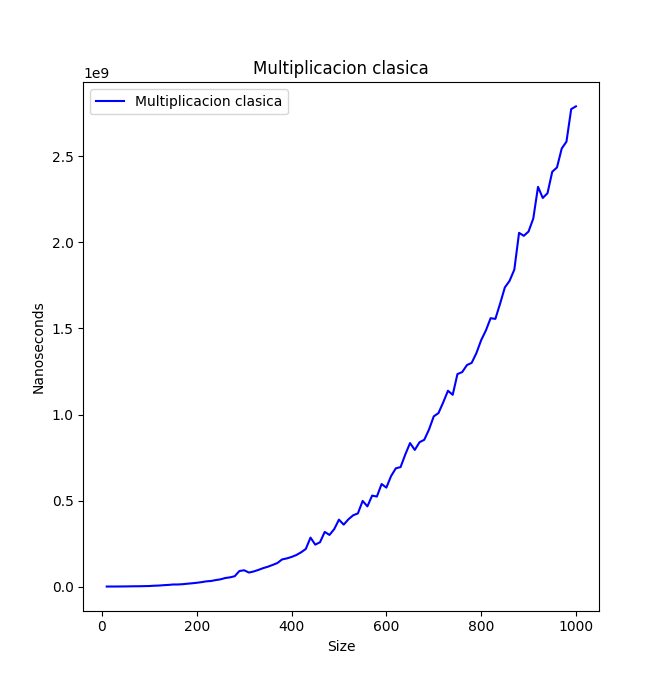 Multiplicacion clasica
1e9
Multiplicacion clasica
2.5
2.0
1.5
1.0
0.5
0.0
Nanoseconds
0 200 400 600 800 1000
Size